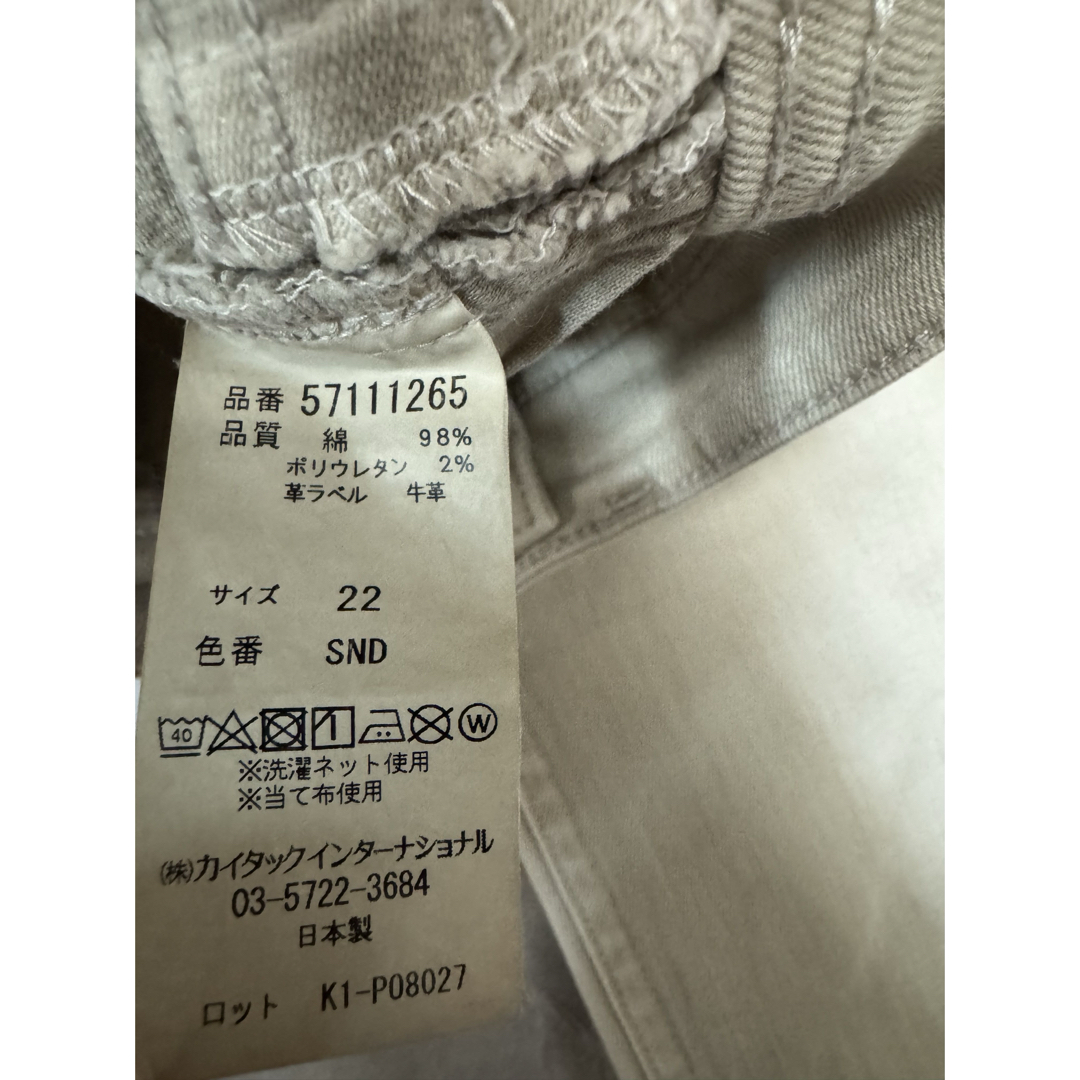 品番 57111265
品質 綿 98%
ポリウレタン 2%
革ラベル 牛革
サイズ 22
色番 SND
40 W
※洗濯ネット使用
※当て布使用
㈱カイタックインターナショナル
03-5722-3684
日本製
ロット K1-P08027